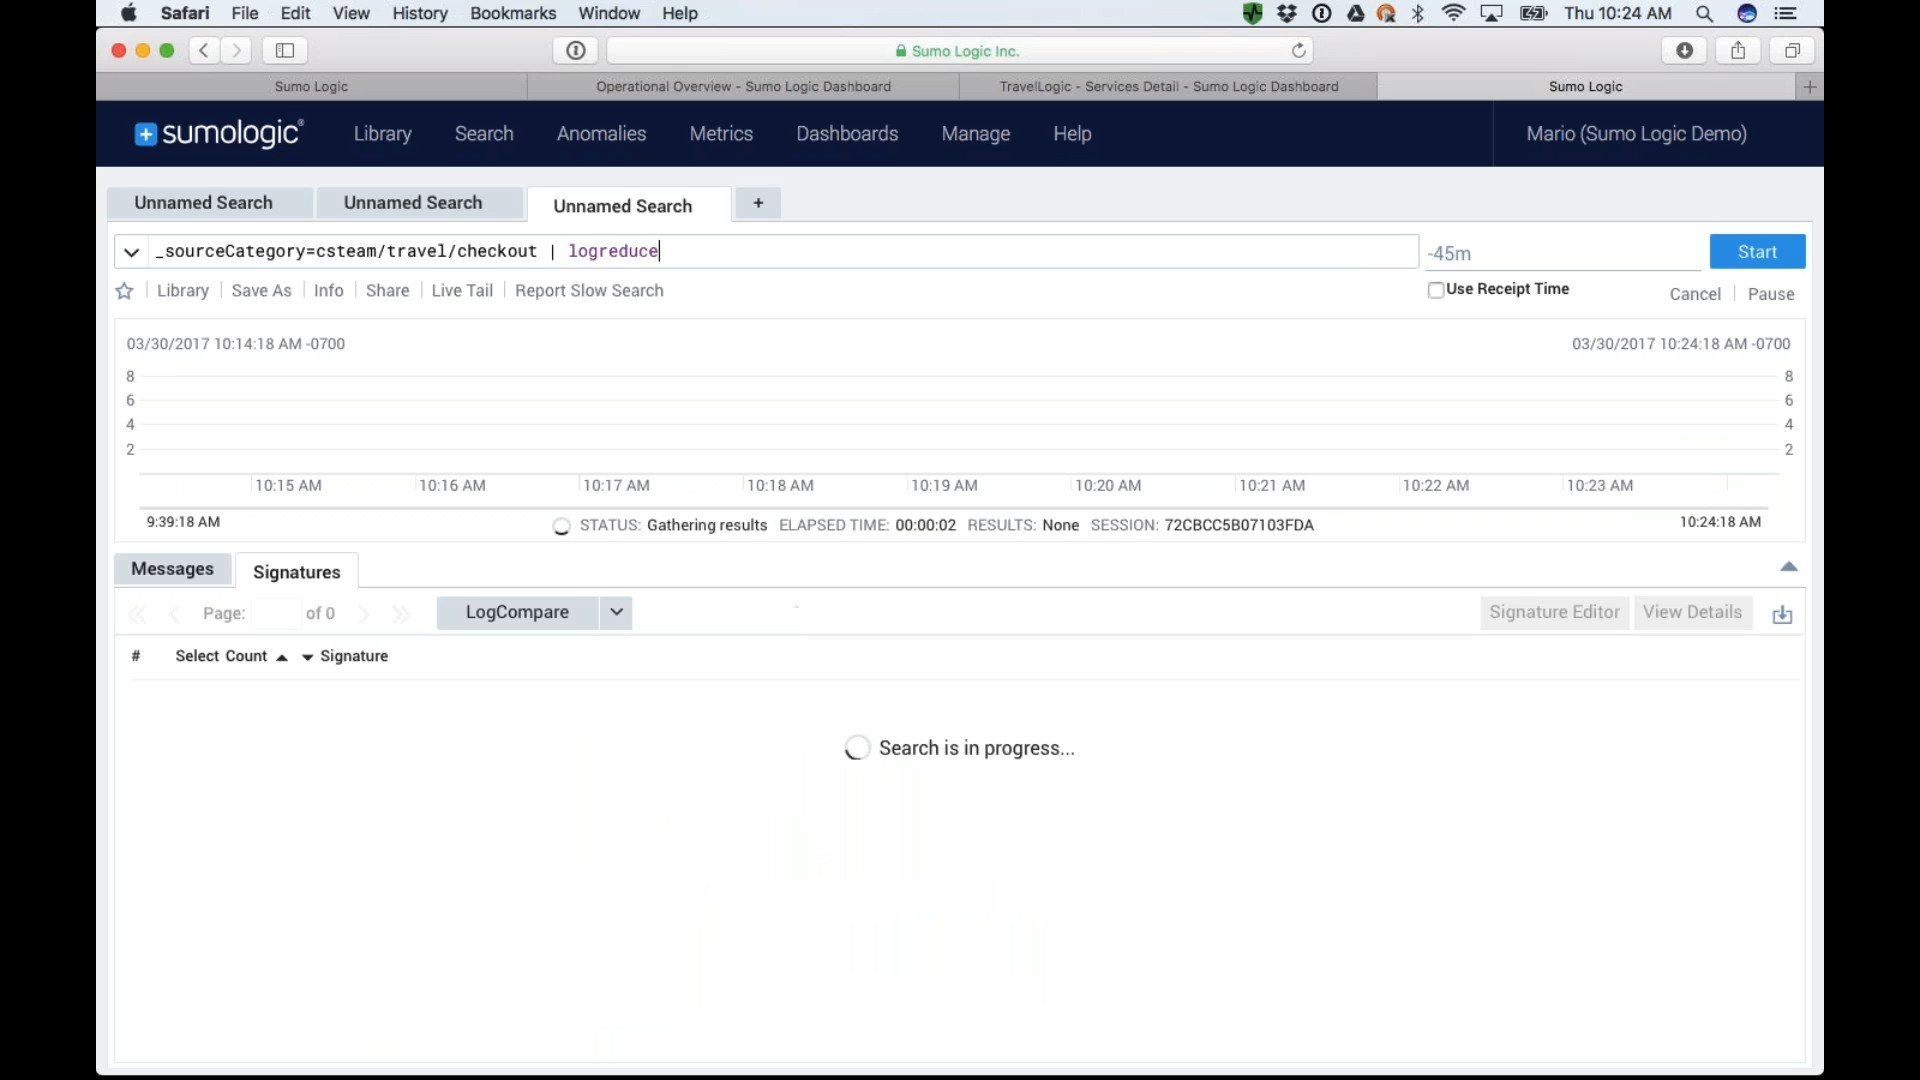 Safari File Edit View History Bookmarks Window Help Thu 10:24 AM
Sumo Logic Inc.
Sumo Logic Operational Overview - Sumo Logic Dashboard TravelLogic - Services Detail - Sumo Logic Dashboard Sumo Logic +
sumologic® Library Search Anomalies Metrics Dashboards Manage Help Mario (Sumo Logic Demo)
Unnamed Search Unnamed Search Unnamed Search +
_sourceCategory=csteam/travel/checkout | logreduce -45m Start
Library Save As Info Share Live Tail Report Slow Search Use Receipt Time Cancel Pause
03/30/2017 10:14:18 AM -0700 03/30/2017 10:24:18 AM -0700
8 8
6 6
4 4
2 2
10:15 AM 10:16 AM 10:17 AM 10:18 AM 10:19 AM 10:20 AM 10:21 AM 10:22 AM 10:23 AM
9:39:18 AM STATUS: Gathering results ELAPSED TIME: 00:00:02 RESULTS: None SESSION: 72CBCC5B07103FDA 10:24:18 AM
Messages Signatures
Page: of 0 LogCompare Signature Editor View Details
# Select Count Signature
Search is in progress...